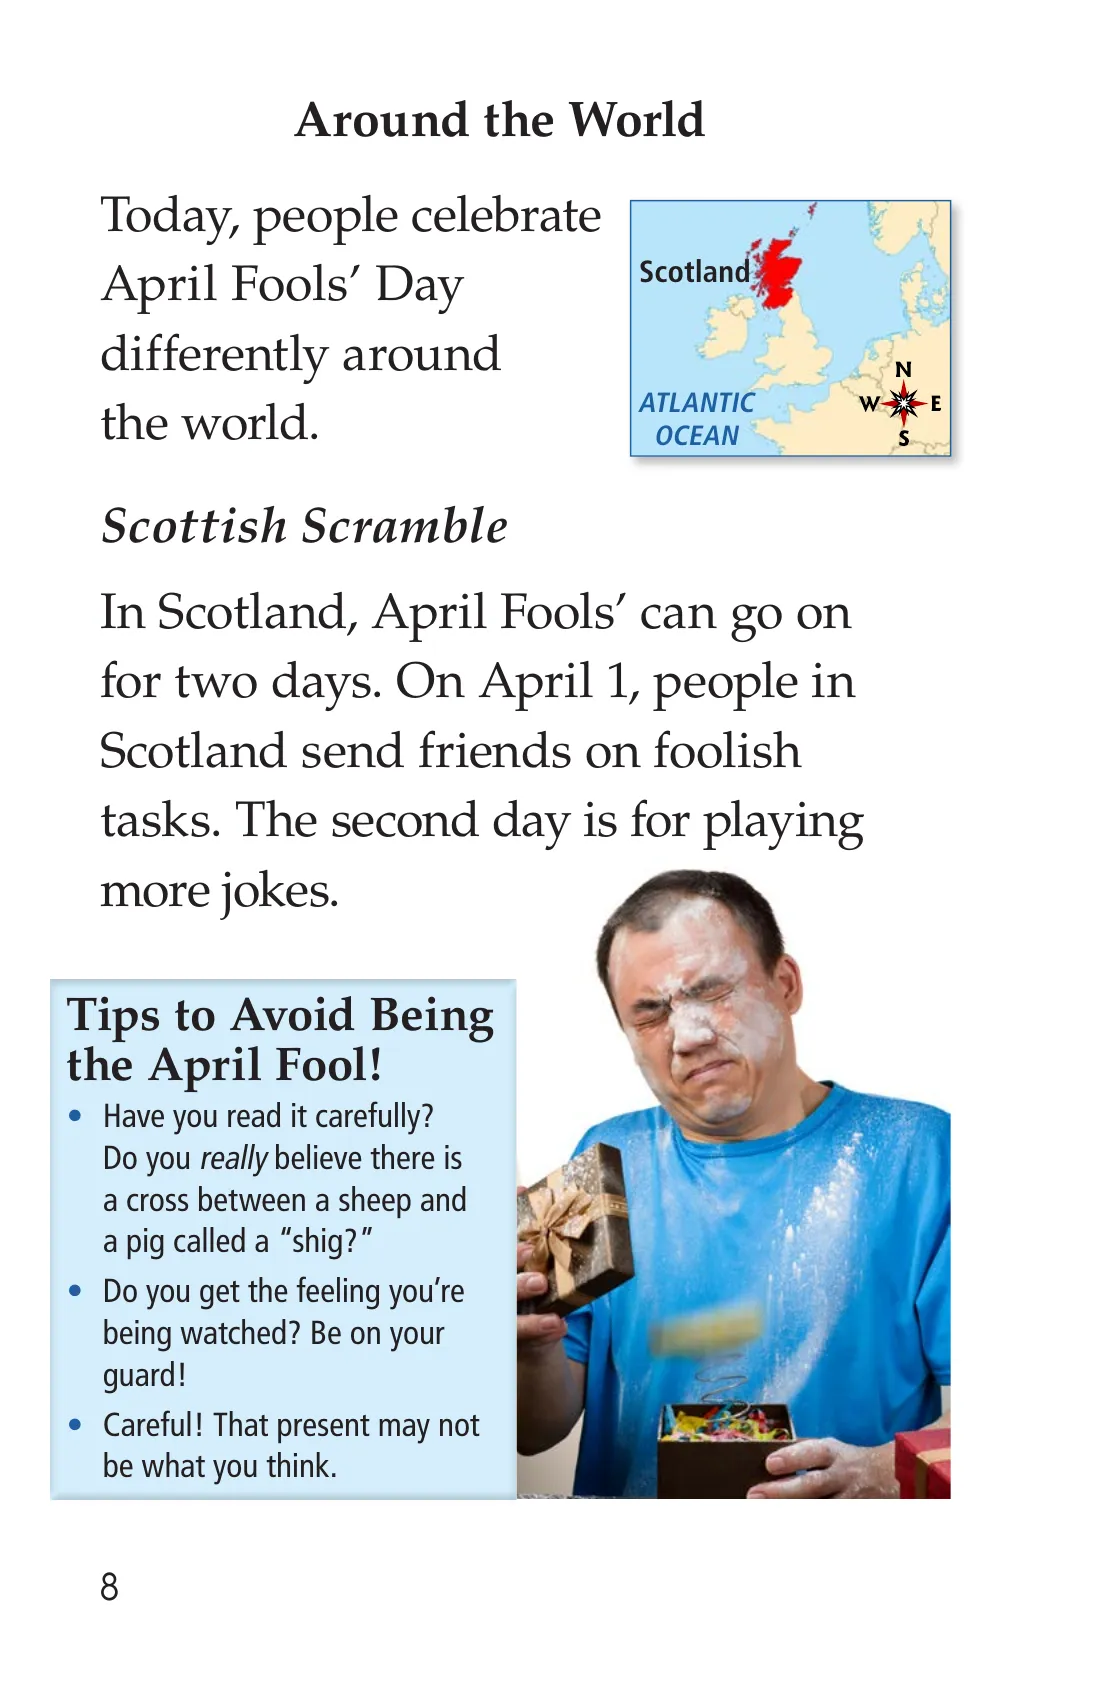 Around the World
Today, people celebrate
April Fools’ Day
differently around
the world.
Scotland
ATLANTIC
OCEAN
N
W
E
S
Scottish Scramble
In Scotland, April Fools’ can go on
for two days. On April 1, people in
Scotland send friends on foolish
tasks. The second day is for playing
more jokes.
Tips to Avoid Being
the April Fool!
• Have you read it carefully?
Do you really believe there is
a cross between a sheep and
a pig called a “shig?”
• Do you get the feeling you’re
being watched? Be on your
guard!
• Careful! That present may not
be what you think.
8